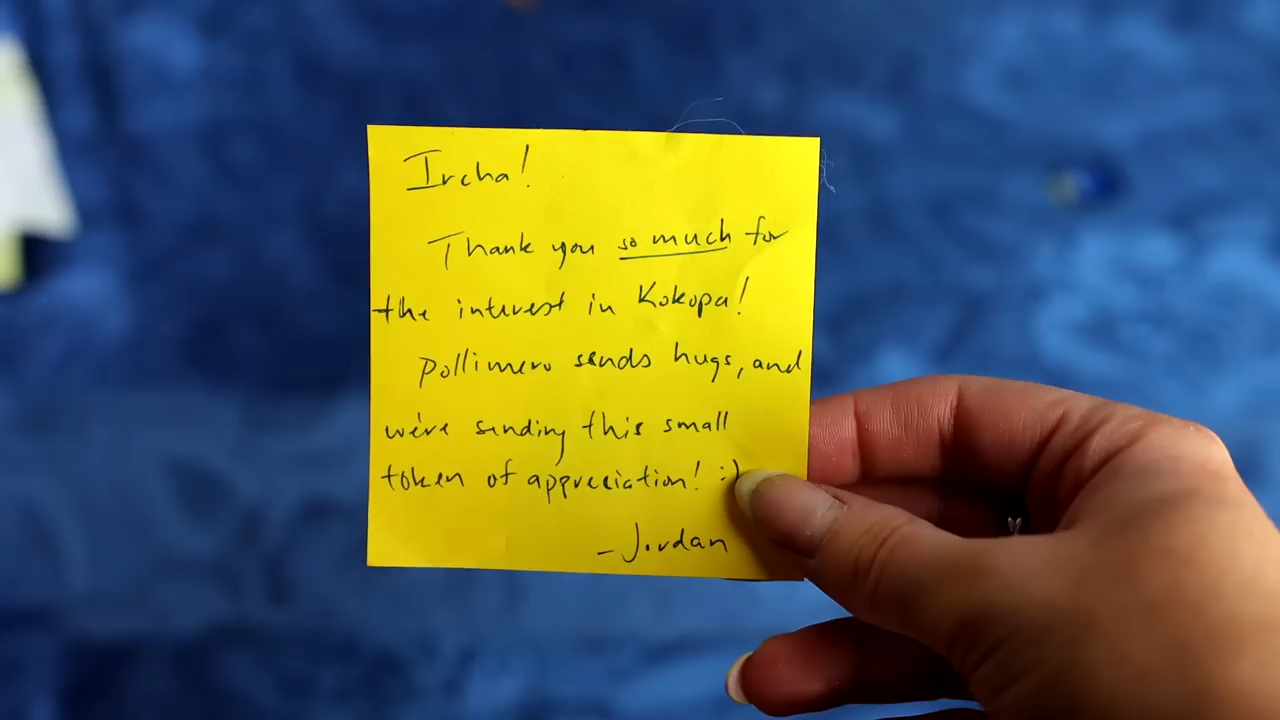 Ircha!
Thank you so much for
the interest in Kokopa!
Pollimero sends hugs, and
we're sending this small
token of appreciation! :)
-Jordan